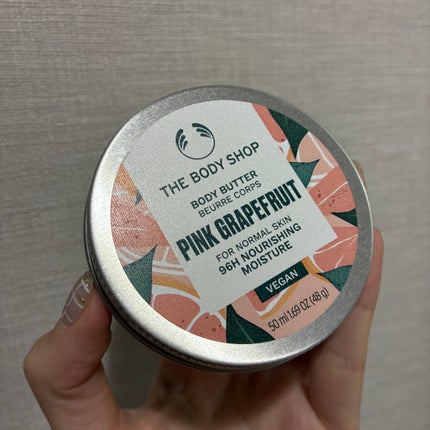 THE BODY SHOP
BODY BUTTER
BEURRE CORPS
PINK GRAPEFRUIT
FOR NORMAL SKIN
96H NOURISHING
MOISTURE
VEGAN
50 ml 1.69 OZ (48 g)